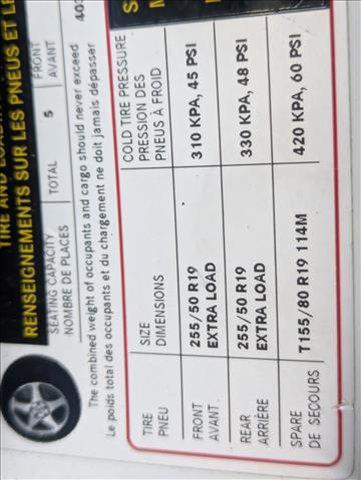 TIRE AND
RENSEIGNEMENTS SUR LES PNEUS ET LE
SEATING CAPACITY
NOMBRE DE PLACES
TOTAL 5
FRONT
AVANT
The combined weight of occupants and cargo should never exceed 403
Le poids total des occupants et du chargement ne doit jamais dépasser
TIRE
PNEU
SIZE
DIMENSIONS
COLD TIRE PRESSURE
PRESSION DES
PNEUS À FROID
FRONT
AVANT
255/50 R19
EXTRA LOAD
310 KPA, 45 PSI
REAR
ARRIÈRE
255/50 R19
EXTRA LOAD
330 KPA, 48 PSI
SPARE
DE SECOURS
T155/80 R19 114M
420 KPA, 60 PSI